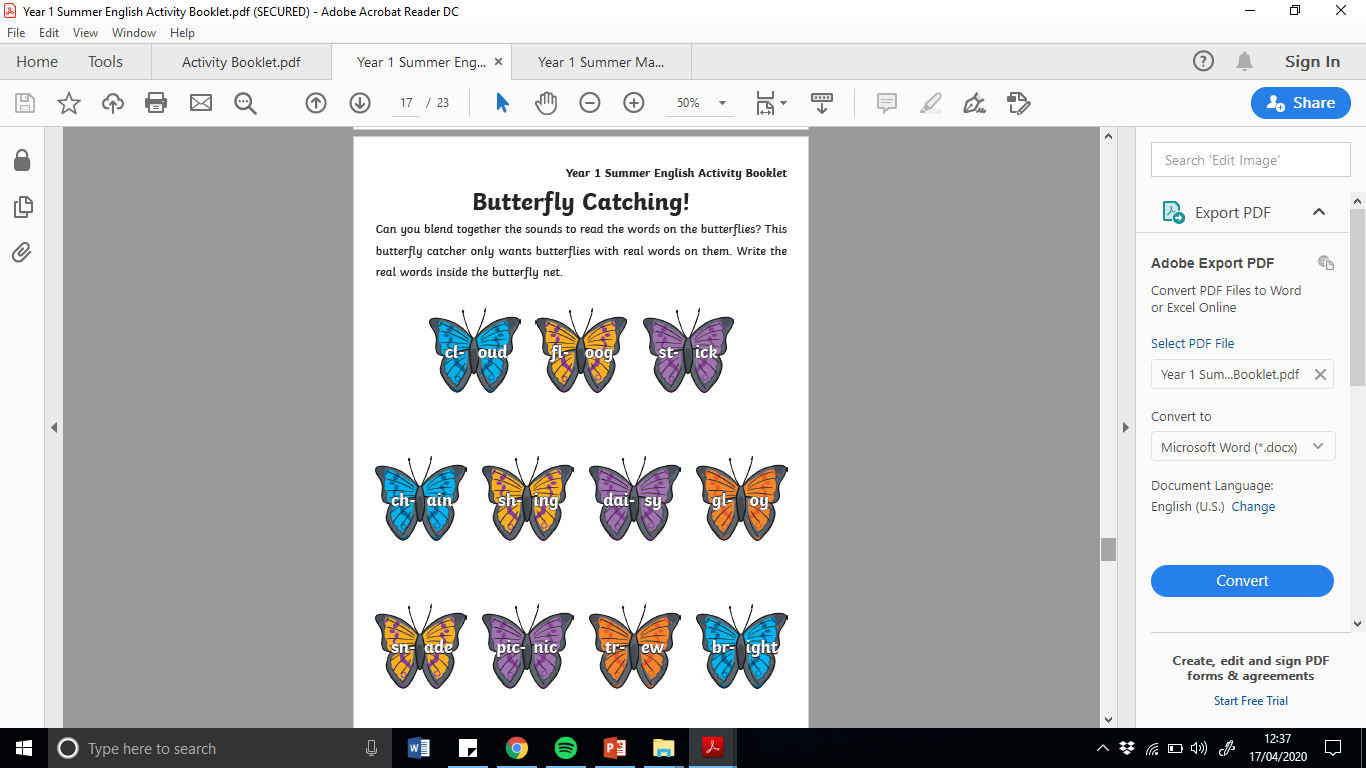 Year 1 Summer English Activity Booklet.pdf (SECURED) - Adobe Acrobat Reader DC
File Edit View Window Help
Home Tools Activity Booklet.pdf Year 1 Summer Eng... × Year 1 Summer Ma... Sign In
17 / 23 50% Share
Year 1 Summer English Activity Booklet
Butterfly Catching!
Can you blend together the sounds to read the words on the butterflies? This
butterfly catcher only wants butterflies with real words on them. Write the
real words inside the butterfly net.
cl- oud fl- oog st- ick
ch- ain sh- ing dai- sy gl- oy
sn- ade pic- nic tr- ew br- ight
Search 'Edit Image'
Export PDF
Adobe Export PDF
Convert PDF Files to Word
or Excel Online
Select PDF File
Year 1 Sum...Booklet.pdf
Convert to
Microsoft Word (*.docx)
Document Language:
English (U.S.) Change
Convert
Create, edit and sign PDF
forms & agreements
Start Free Trial
Type here to search
12:37
17/04/2020